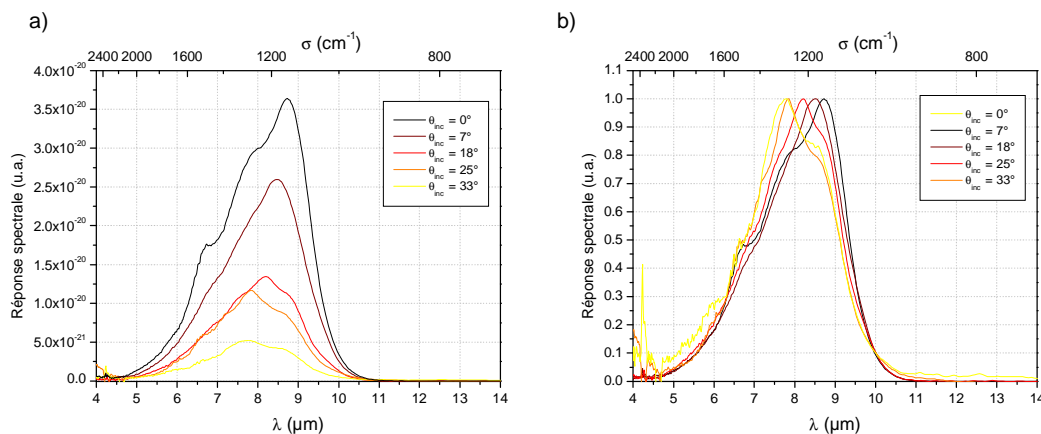 a)
σ (cm⁻¹)
2400 2000 1600 1200 800
4.0x10⁻²⁰
3.5x10⁻²⁰
3.0x10⁻²⁰
2.5x10⁻²⁰
2.0x10⁻²⁰
1.5x10⁻²⁰
1.0x10⁻²⁰
5.0x10⁻²¹
0.0
Réponse spectrale (u.a.)
θinc = 0°
θinc = 7°
θinc = 18°
θinc = 25°
θinc = 33°
4 5 6 7 8 9 10 11 12 13 14
λ (µm)
b)
σ (cm⁻¹)
2400 2000 1600 1200 800
1.1
1.0
0.9
0.8
0.7
0.6
0.5
0.4
0.3
0.2
0.1
0.0
Réponse spectrale (u.a.)
θinc = 0°
θinc = 7°
θinc = 18°
θinc = 25°
θinc = 33°
4 5 6 7 8 9 10 11 12 13 14
λ (µm)